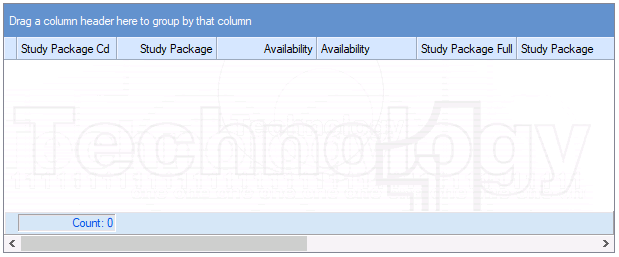 Drag a column header here to group by that column
Study Package Cd Study Package Availability Availability Study Package Full Study Package
Technology
1
Count: 0